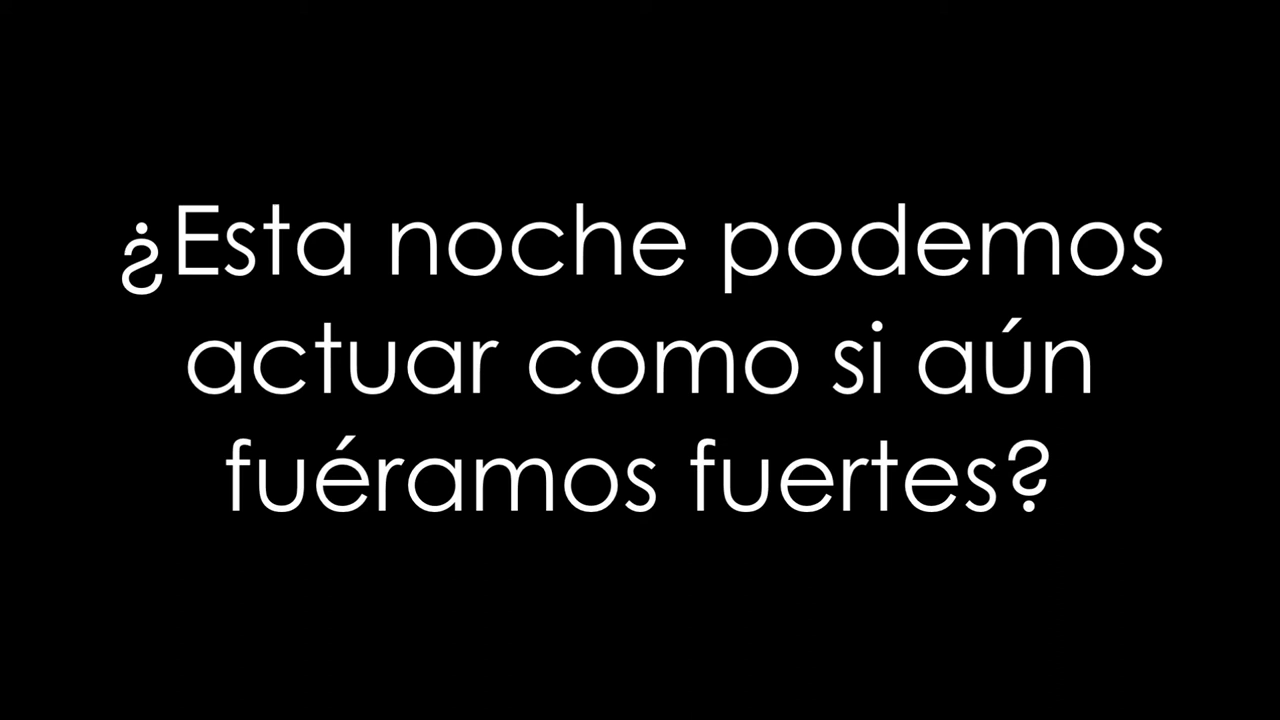 ¿Esta noche podemos
actuar como si aún
fuéramos fuertes?